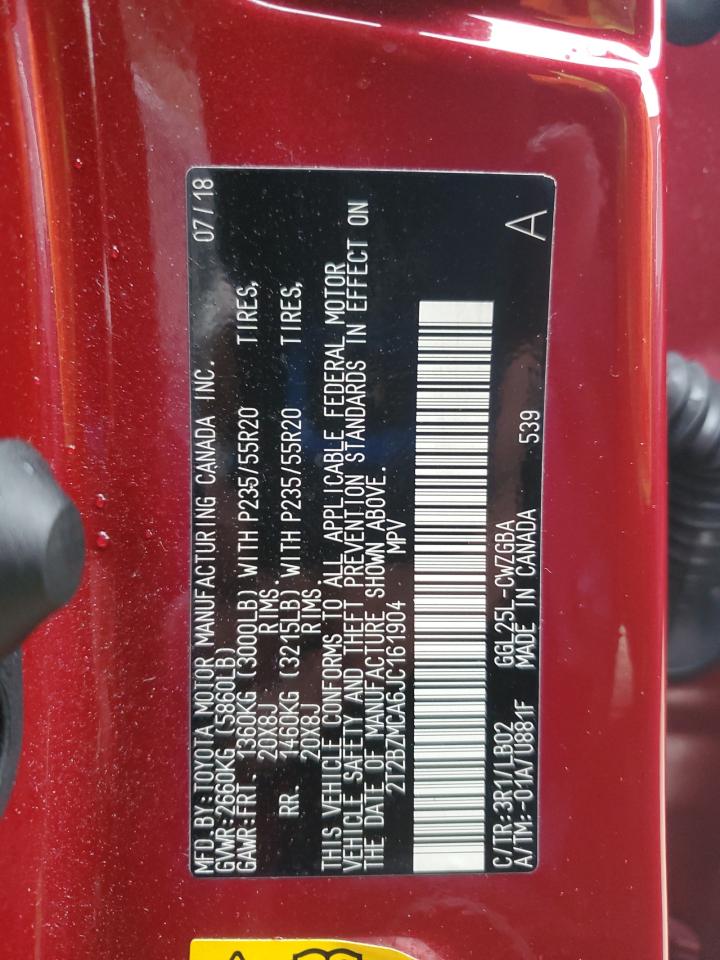 MFD.BY:TOYOTA MOTOR MANUFACTURING CANADA INC. 07/18
GVWR:2660KG (5860LB)
GAWR:FRT. 1360KG (3000LB) WITH P235/55R20 TIRES,
20X8J RIMS.
RR. 1460KG (3215LB) WITH P235/55R20 TIRES,
20X8J RIMS.
THIS VEHICLE CONFORMS TO ALL APPLICABLE FEDERAL MOTOR
VEHICLE SAFETY AND THEFT PREVENTION STANDARDS IN EFFECT ON
THE DATE OF MANUFACTURE SHOWN ABOVE.
2T2BZMCA6JC161904 MPV
C/TR:3R1/LB02 GGL25L-CWZGBA
A/TM:-01A/U881F MADE IN CANADA 539
A